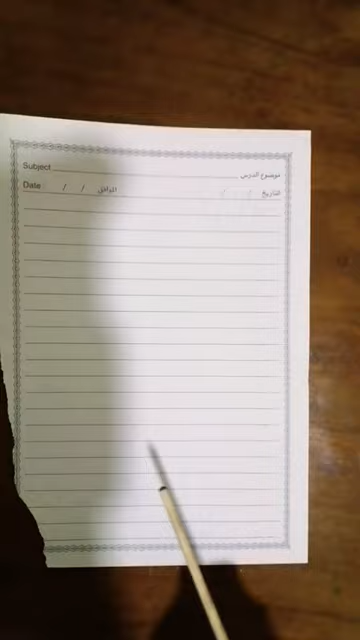 Subject موضوع الدرس
Date / / الموافق / / التاريخ